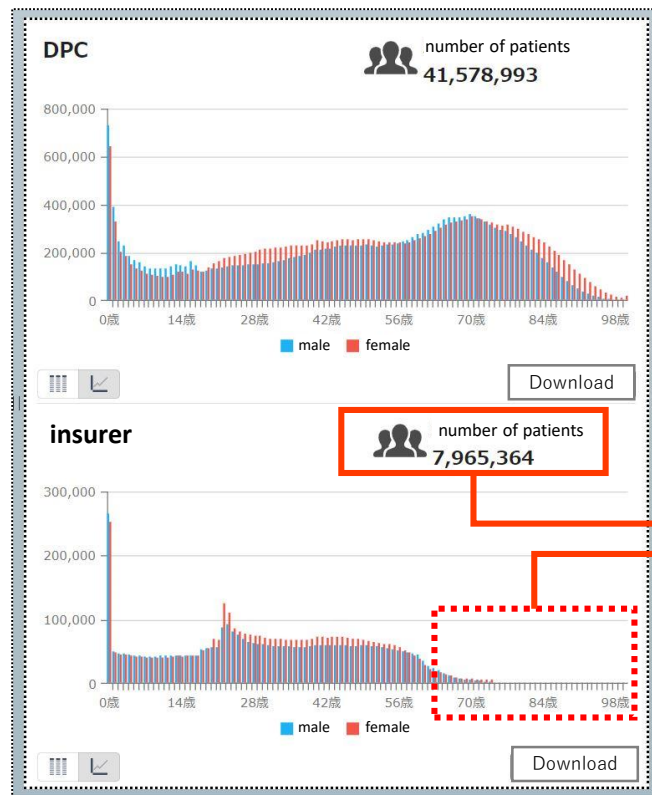 DPC
number of patients
41,578,993
800,000
600,000
400,000
200,000
0
0歳 14歳 28歳 42歳 56歳 70歳 84歳 98歳
male female
Download
insurer
number of patients
7,965,364
300,000
200,000
100,000
0
0歳 14歳 28歳 42歳 56歳 70歳 84歳 98歳
male female
Download